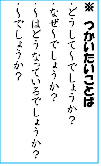 ※ つかいたいことば
・どうして～でしょうか？
・なぜ～でしょうか？
・～はどうなっているでしょうか？
・～でしょうか？